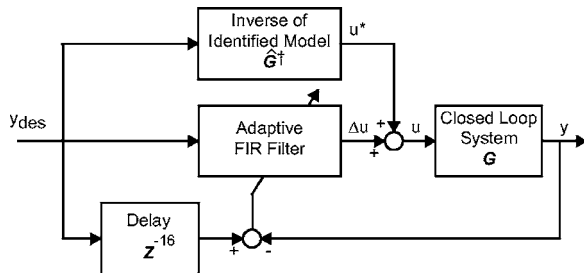 Inverse of
Identified Model
Ĝ†
u*
ydes
Adaptive
FIR Filter
Δu
+
+
u
Closed Loop
System
G
y
Delay
z-16
+
-